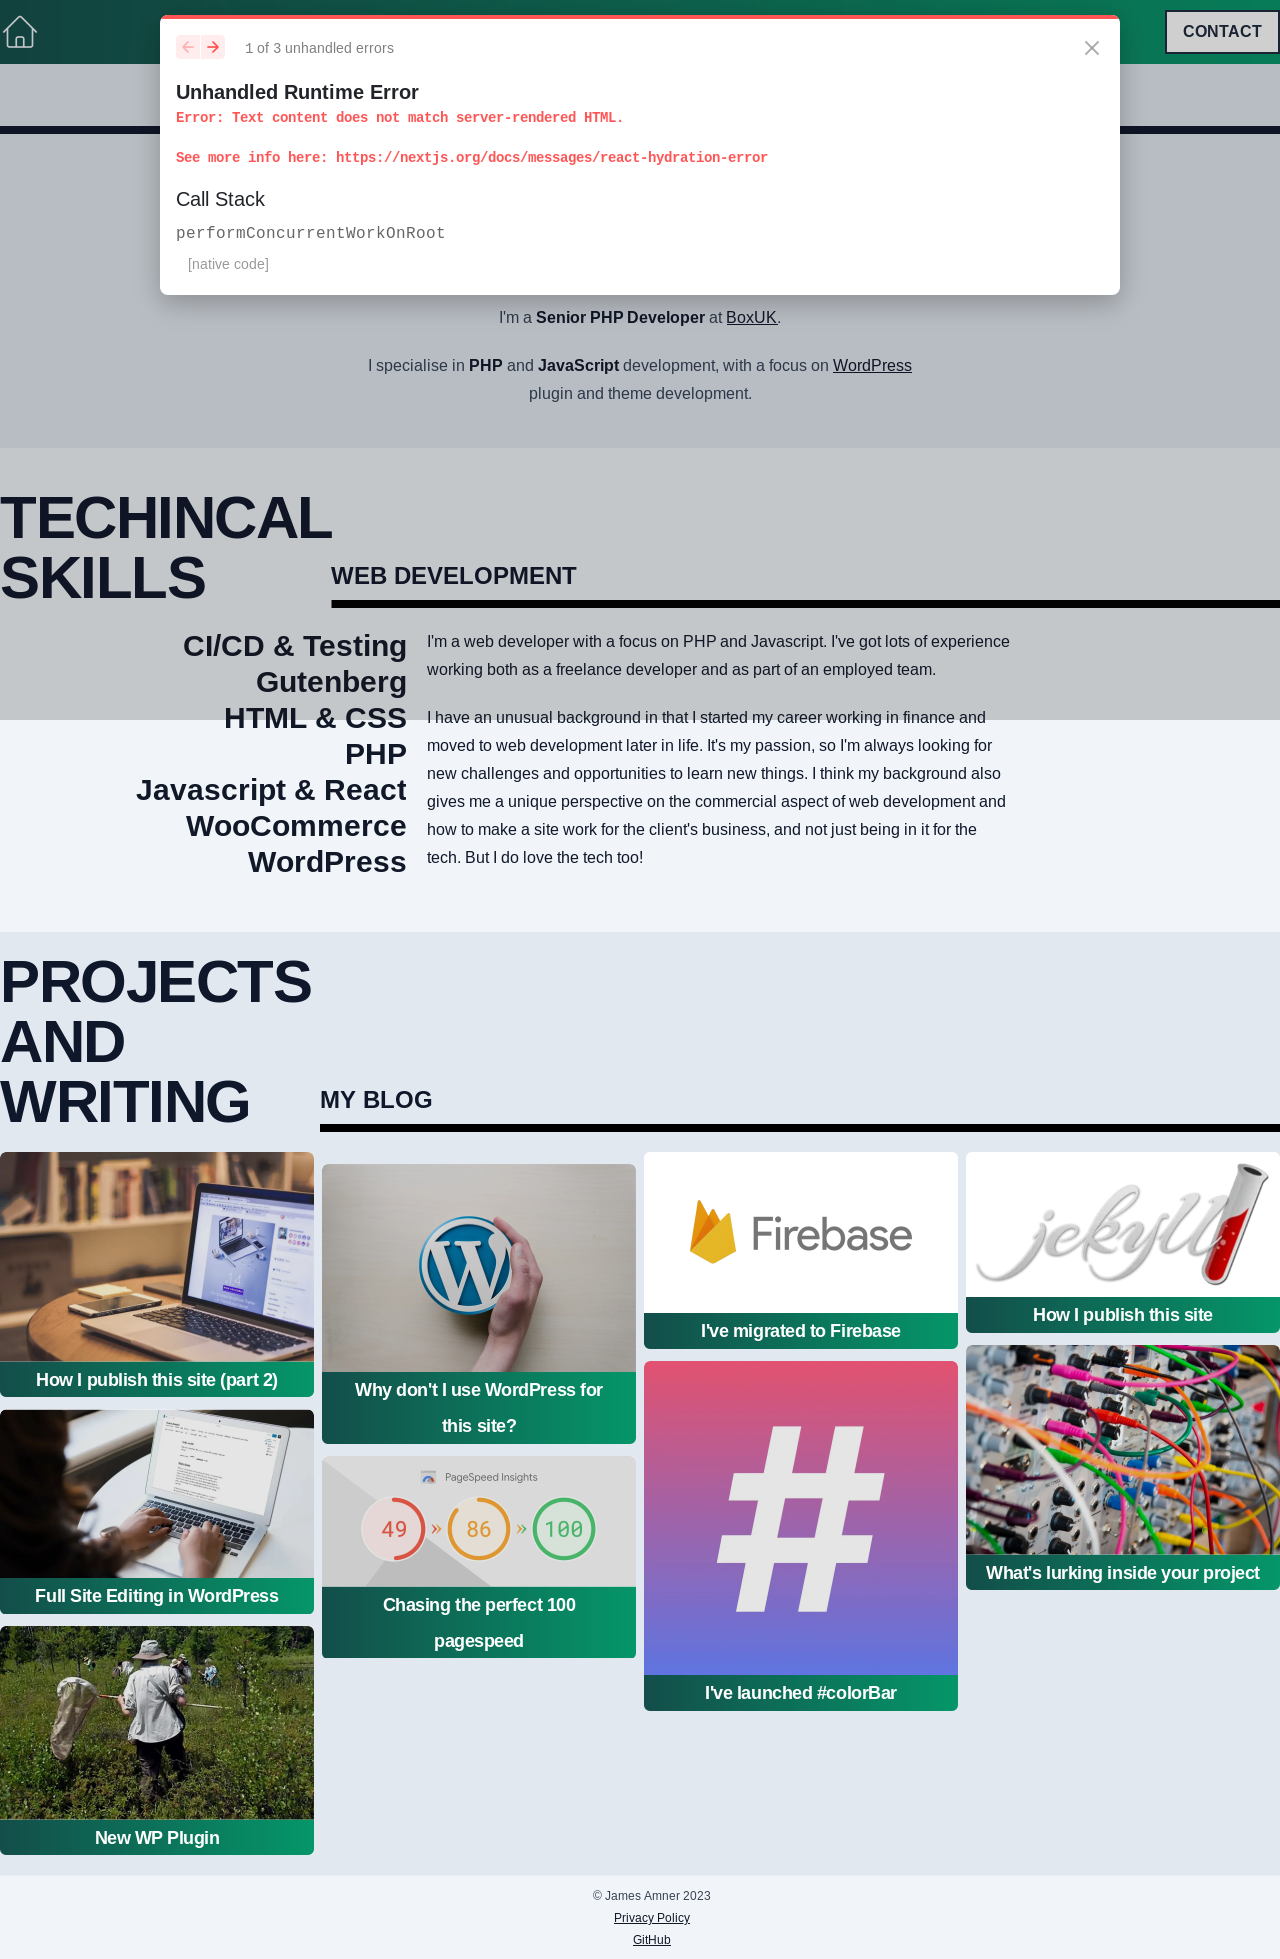 CONTACT
1 of 3 unhandled errors
Unhandled Runtime Error
Error: Text content does not match server-rendered HTML.
See more info here: https://nextjs.org/docs/messages/react-hydration-error
Call Stack
performConcurrentWorkOnRoot
[native code]
I'm a Senior PHP Developer at BoxUK.
I specialise in PHP and JavaScript development, with a focus on WordPress
plugin and theme development.
TECHINCAL
SKILLS
WEB DEVELOPMENT
CI/CD & Testing
Gutenberg
HTML & CSS
PHP
Javascript & React
WooCommerce
WordPress
I'm a web developer with a focus on PHP and Javascript. I've got lots of experience
working both as a freelance developer and as part of an employed team.
I have an unusual background in that I started my career working in finance and
moved to web development later in life. It's my passion, so I'm always looking for
new challenges and opportunities to learn new things. I think my background also
gives me a unique perspective on the commercial aspect of web development and
how to make a site work for the client's business, and not just being in it for the
tech. But I do love the tech too!
PROJECTS
AND
WRITING
MY BLOG
How I publish this site (part 2)
Full Site Editing in WordPress
New WP Plugin
W
Why don't I use WordPress for
this site?
PageSpeed Insights
49 » 86 » 100
Chasing the perfect 100
pagespeed
Firebase
I've migrated to Firebase
#
I've launched #colorBar
jekyll
How I publish this site
What's lurking inside your project
© James Amner 2023
Privacy Policy
GitHub